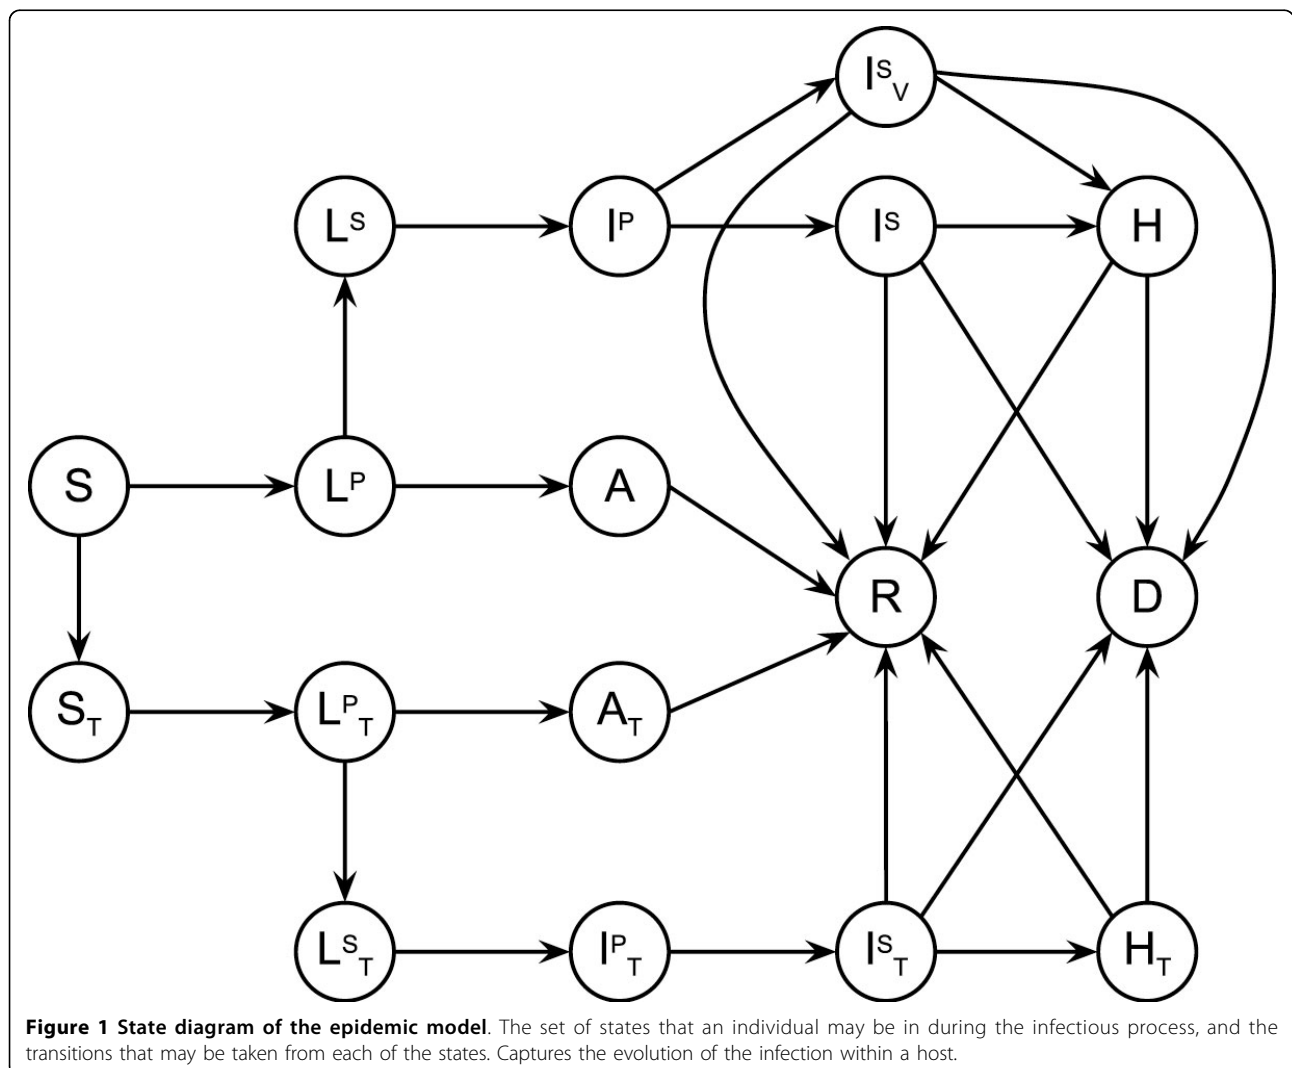 I^S_V
L^S I^P I^S H
S L^P A
R D
S_T L^P_T A_T
L^S_T I^P_T I^S_T H_T
Figure 1 State diagram of the epidemic model. The set of states that an individual may be in during the infectious process, and the
transitions that may be taken from each of the states. Captures the evolution of the infection within a host.